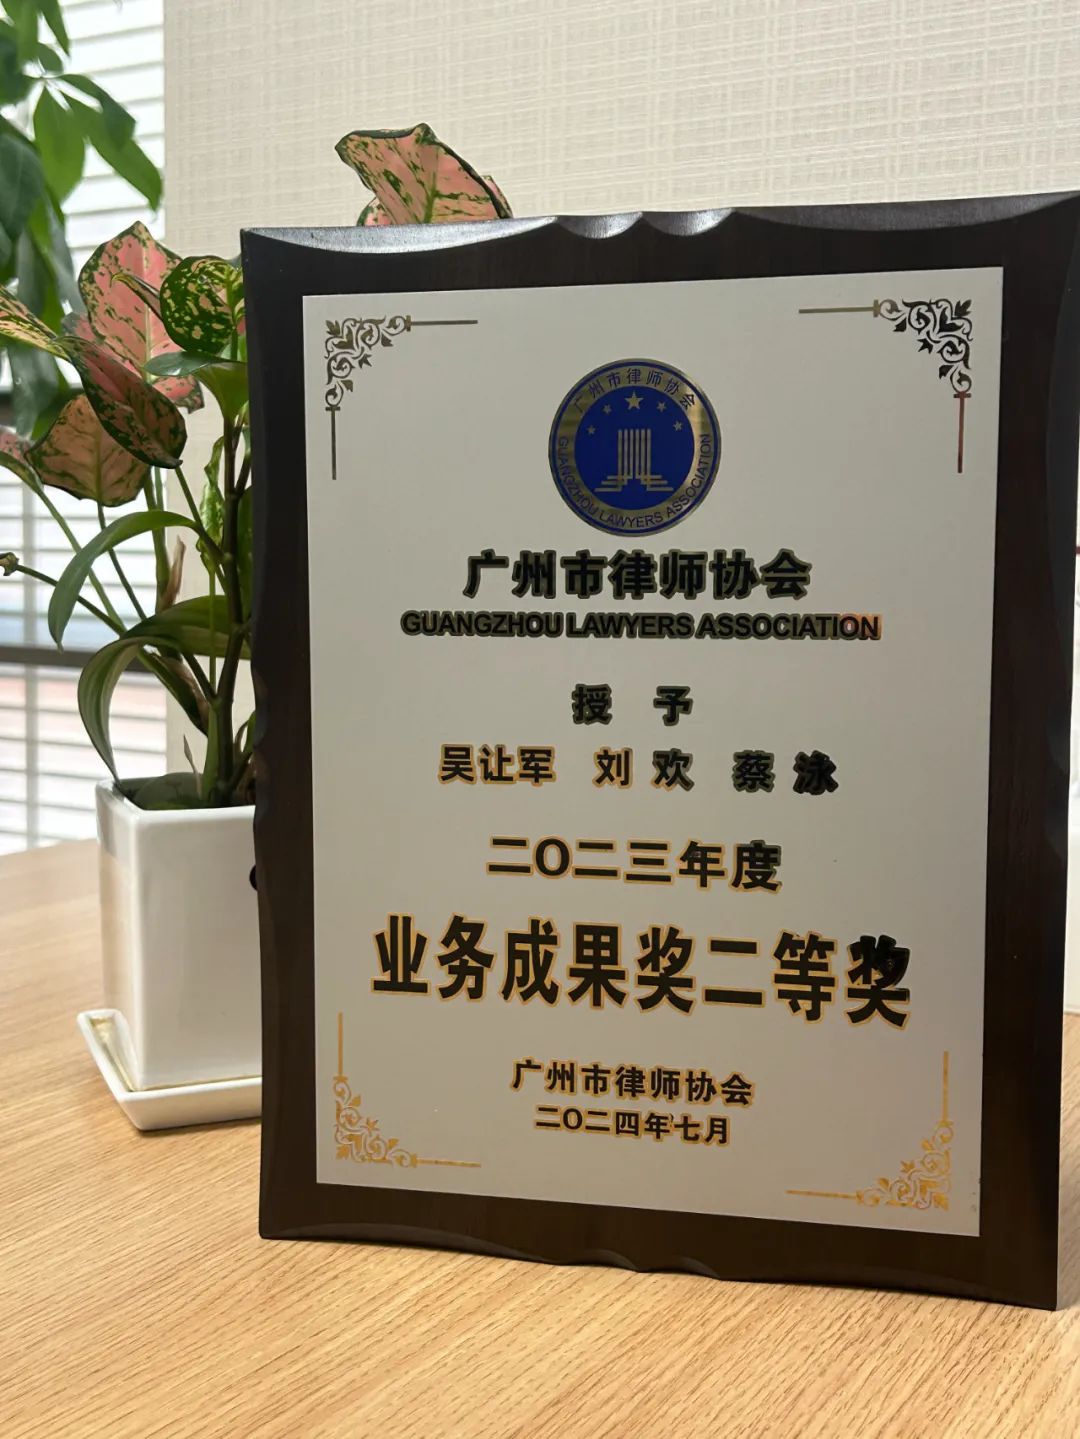 广州市律师协会
GUANGZHOU LAWYERS ASSOCIATION
广州市律师协会
GUANGZHOU LAWYERS ASSOCIATION
授 予
吴让军 刘 欢 蔡 泳
二〇二三年度
业务成果奖二等奖
广州市律师协会
二〇二四年七月